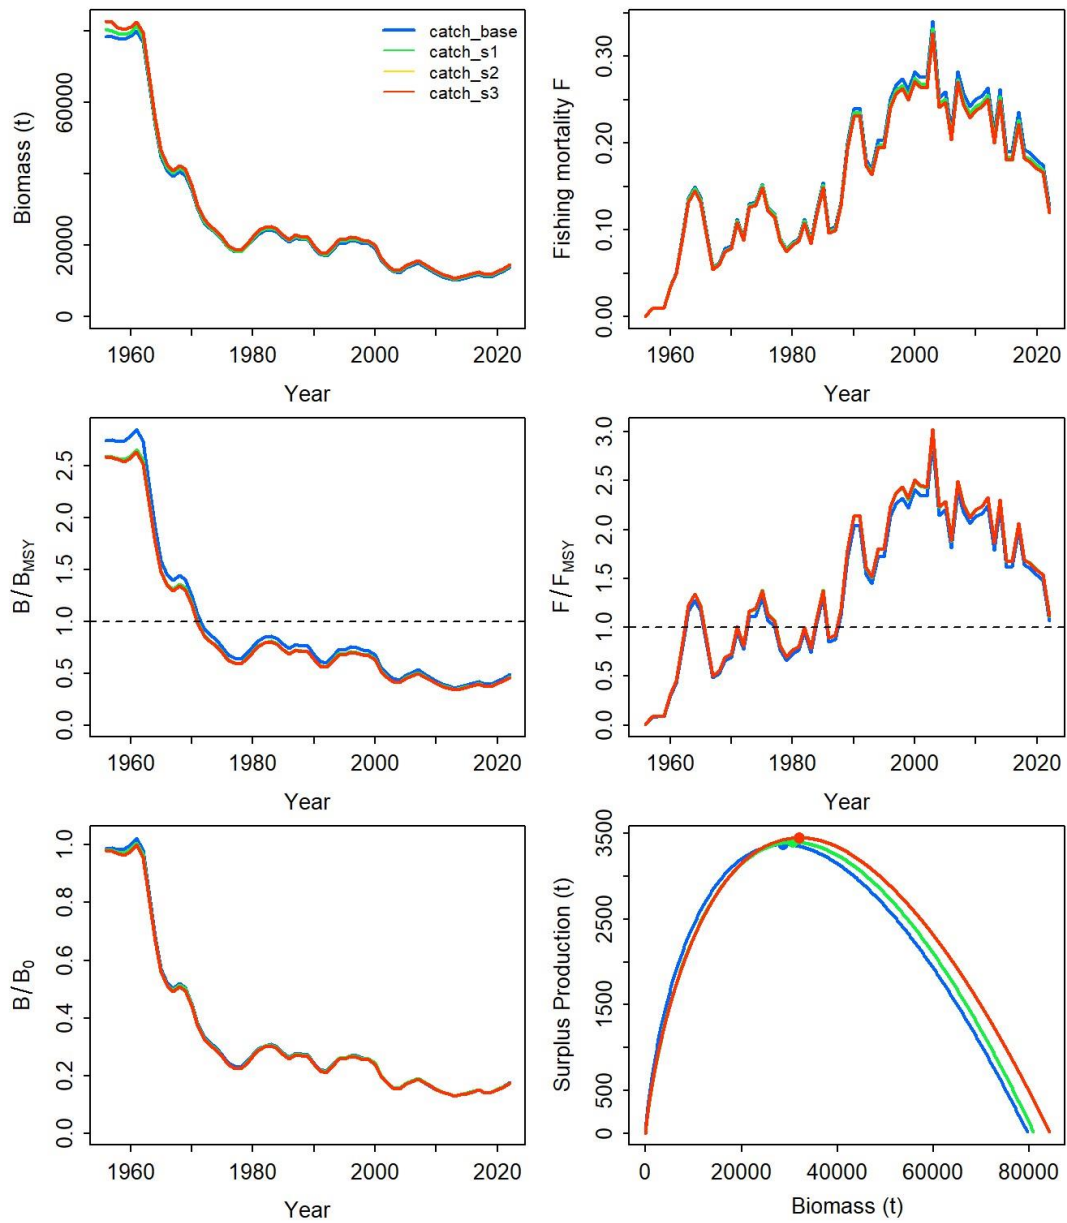 Biomass (t)
0
20000
60000
catch_base
catch_s1
catch_s2
catch_s3
1960 1980 2000 2020
Year
Fishing mortality F
0.00
0.10
0.20
0.30
1960 1980 2000 2020
Year
B/BMSY
0.0
0.5
1.0
1.5
2.0
2.5
1960 1980 2000 2020
Year
F/FMSY
0.0
0.5
1.0
1.5
2.0
2.5
3.0
1960 1980 2000 2020
Year
B/B0
0.0
0.2
0.4
0.6
0.8
1.0
1960 1980 2000 2020
Year
Surplus Production (t)
0
500
1500
2500
3500
0 20000 40000 60000 80000
Biomass (t)